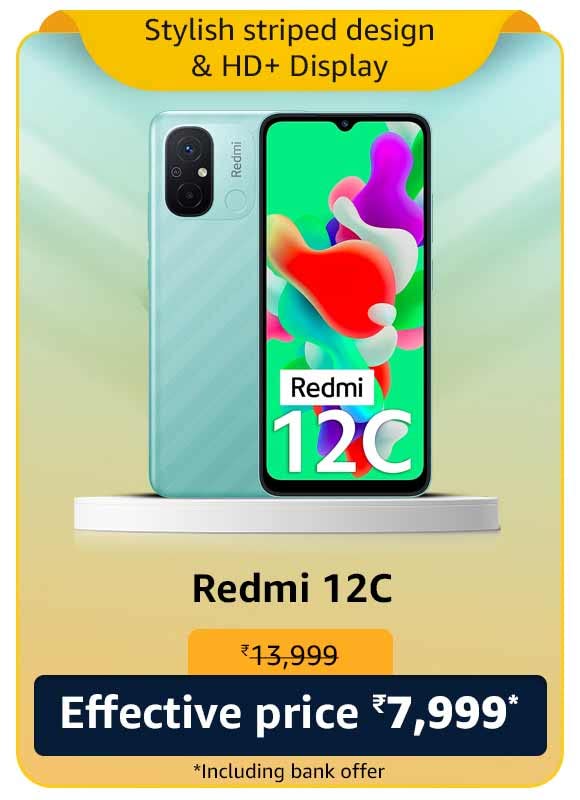 Stylish striped design
& HD+ Display
Redmi
Redmi
12C
Redmi 12C
₹13,999
Effective price ₹7,999*
*Including bank offer